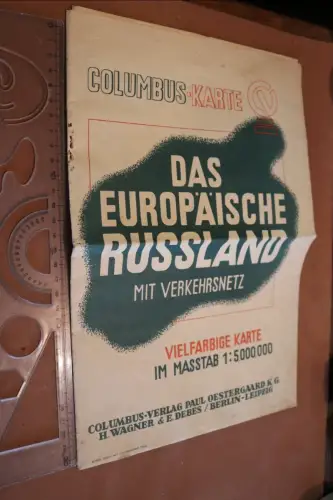 COLUMBUS-KARTE
DAS
EUROPÄISCHE
RUSSLAND
MIT VERKEHRSNETZ
VIELFARBIGE KARTE
IM MASSTAB 1:5000000
COLUMBUS-VERLAG PAUL OESTERGAARD K.G.
H. WAGNER & E. DEBES / BERLIN-LEIPZIG